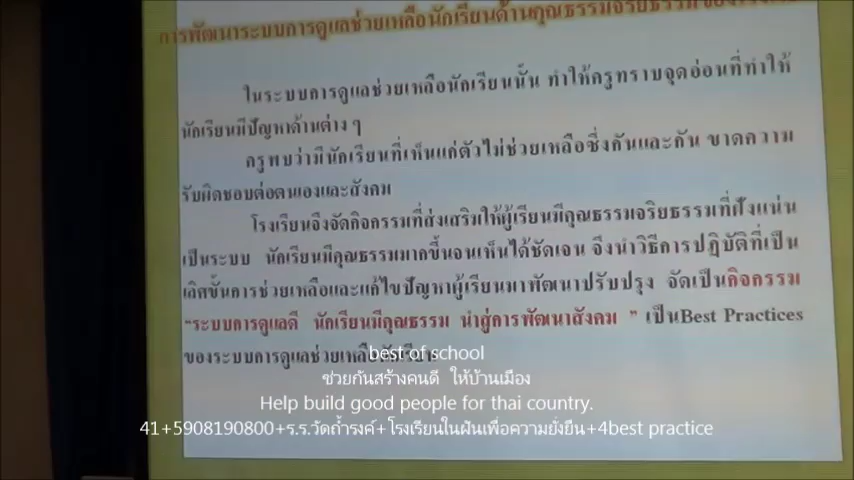 การพัฒนาระบบการดูแลช่วยเหลือนักเรียนด้านคุณธรรมจริยธรรม
ในระบบการดูแลช่วยเหลือนักเรียนนั้น ทำให้ครูทราบจุดอ่อนที่ทำให้
นักเรียนมีปัญหาด้านต่าง ๆ
ครูพบว่ามีนักเรียนที่เห็นแก่ตัวไม่ช่วยเหลือซึ่งกันและกัน ขาดความ
รับผิดชอบต่อตนเองและสังคม
โรงเรียนจึงจัดกิจกรรมที่ส่งเสริมให้ผู้เรียนมีคุณธรรมจริยธรรมที่ฝังแน่น
เป็นระบบ นักเรียนมีคุณธรรมมากขึ้นจนเห็นได้ชัดเจน จึงนำวิธีการปฏิบัติที่เป็น
เลิศขั้นการช่วยเหลือและแก้ไขปัญหาผู้เรียนมาพัฒนาปรับปรุง จัดเป็นกิจกรรม
“ระบบการดูแลดี นักเรียนมีคุณธรรม นำสู่การพัฒนาสังคม ” เป็นBest Practices
ของระบบการดูแลช่วยเหลือ
best of school
ช่วยกันสร้างคนดี ให้บ้านเมือง
Help build good people for thai country.
41+5908190800+ร.ร.วัดถ้ำรงค์+โรงเรียนในฝันเพื่อความยั่งยืน+4best practice